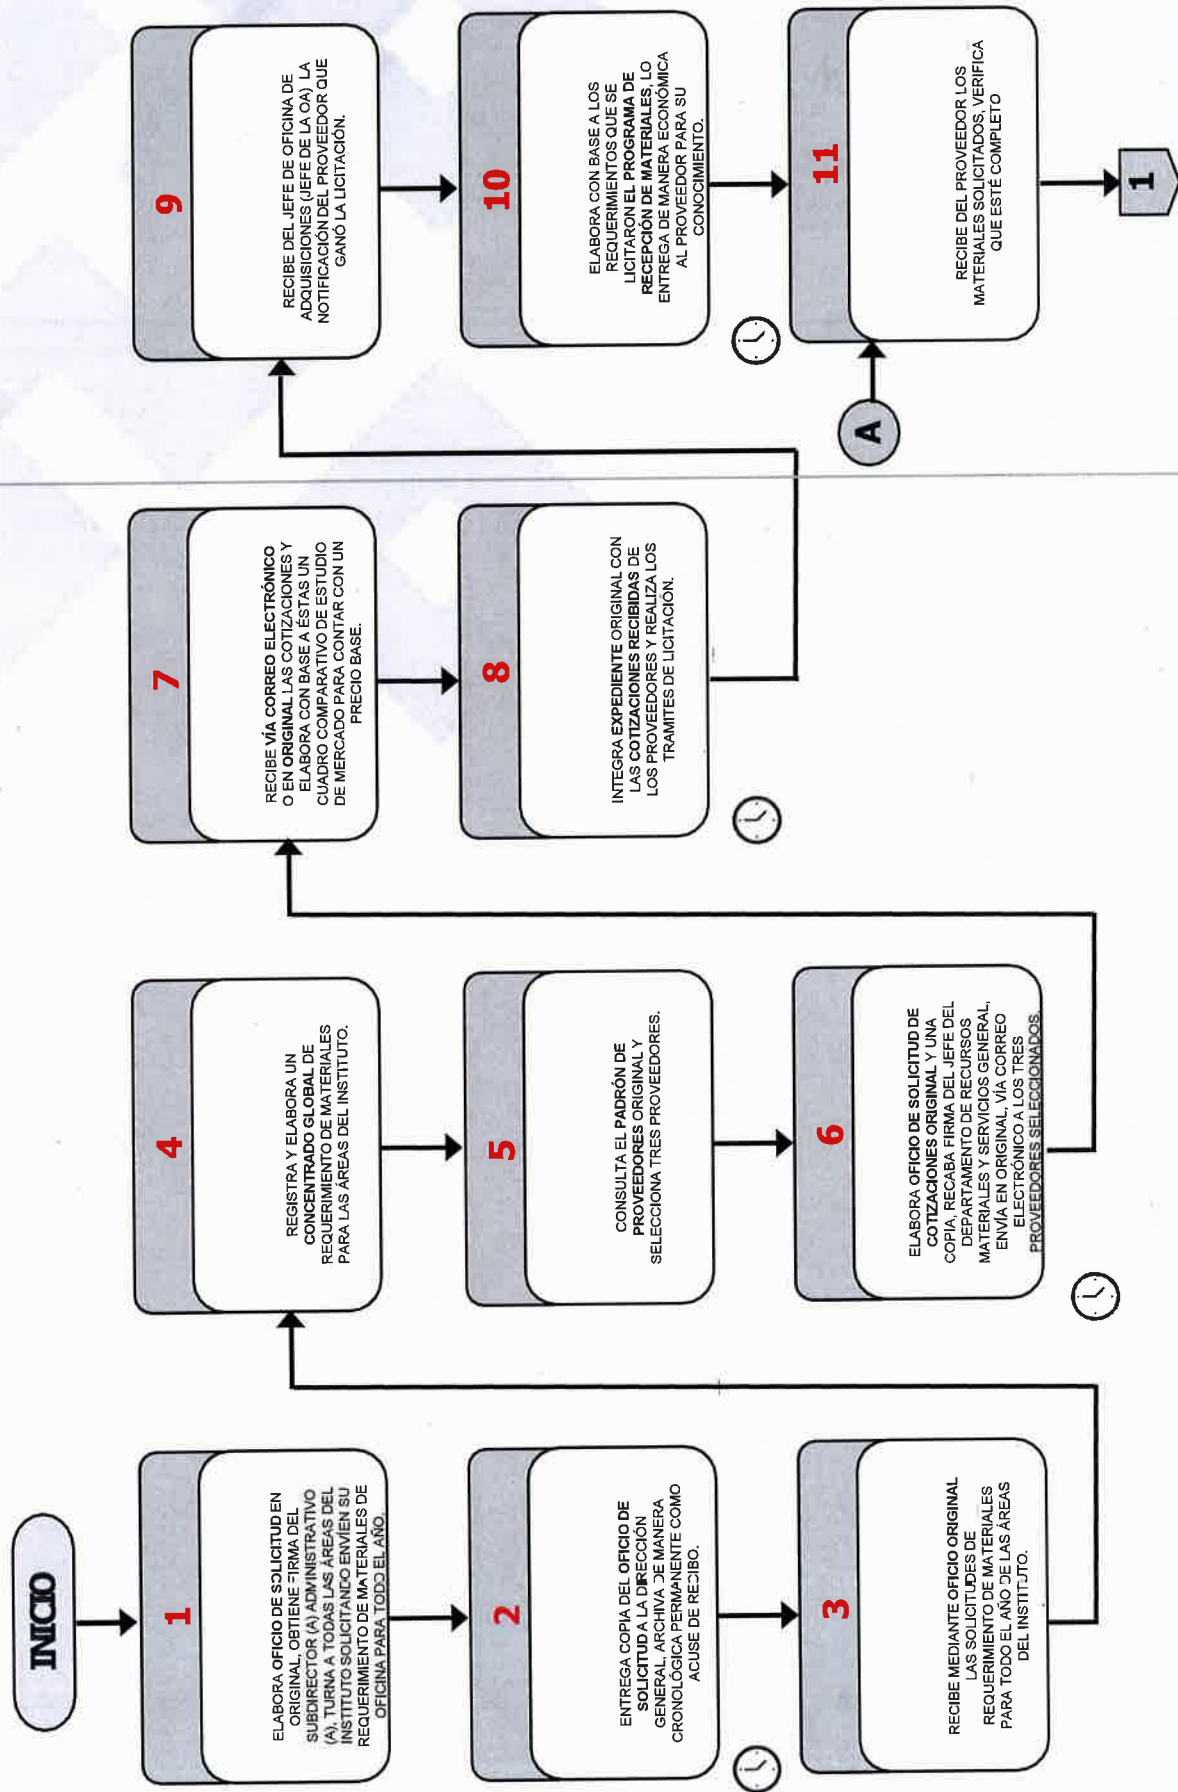 INICIO
1
ELABORA OFICIO DE SOLICITUD EN
ORIGINAL, OBTIENE FIRMA DEL
SUBDIRECTOR (A) ADMINISTRATIVO
(A), TURNA A TODAS LAS ÁREAS DEL
INSTITUTO SOLICITANDO ENVÍEN SU
REQUERIMIENTO DE MATERIALES DE
OFICINA PARA TODO EL AÑO.
2
ENTREGA COPIA DEL OFICIO DE
SOLICITUD A LA DIRECCIÓN
GENERAL, ARCHIVA DE MANERA
CRONOLÓGICA PERMANENTE COMO
ACUSE DE RECIBO.
3
RECIBE MEDIANTE OFICIO ORIGINAL
LAS SOLICITUDES DE
REQUERIMIENTO DE MATERIALES
PARA TODO EL AÑO DE LAS ÁREAS
DEL INSTITUTO.
4
REGISTRA Y ELABORA UN
CONCENTRADO GLOBAL DE
REQUERIMIENTO DE MATERIALES
PARA LAS ÁREAS DEL INSTITUTO.
5
CONSULTA EL PADRÓN DE
PROVEEDORES ORIGINAL Y
SELECCIONA TRES PROVEEDORES.
6
ELABORA OFICIO DE SOLICITUD DE
COTIZACIONES ORIGINAL Y UNA
COPIA, RECABA FIRMA DEL JEFE DEL
DEPARTAMENTO DE RECURSOS
MATERIALES Y SERVICIOS GENERAL,
ENVÍA EN ORIGINAL, VÍA CORREO
ELECTRÓNICO A LOS TRES
PROVEEDORES SELECCIONADOS.
7
RECIBE VÍA CORREO ELECTRÓNICO
O EN ORIGINAL LAS COTIZACIONES Y
ELABORA CON BASE A ÉSTAS UN
CUADRO COMPARATIVO DE ESTUDIO
DE MERCADO PARA CONTAR CON UN
PRECIO BASE.
8
INTEGRA EXPEDIENTE ORIGINAL CON
LAS COTIZACIONES RECIBIDAS DE
LOS PROVEEDORES Y REALIZA LOS
TRAMITES DE LICITACIÓN.
9
RECIBE DEL JEFE DE OFICINA DE
ADQUISICIONES (JEFE DE LA OA) LA
NOTIFICACIÓN DEL PROVEEDOR QUE
GANÓ LA LICITACIÓN.
10
ELABORA CON BASE A LOS
REQUERIMIENTOS QUE SE
LICITARON EL PROGRAMA DE
RECEPCIÓN DE MATERIALES, LO
ENTREGA DE MANERA ECONÓMICA
AL PROVEEDOR PARA SU
CONOCIMIENTO.
A
11
RECIBE DEL PROVEEDOR LOS
MATERIALES SOLICITADOS, VERIFICA
QUE ESTÉ COMPLETO
1